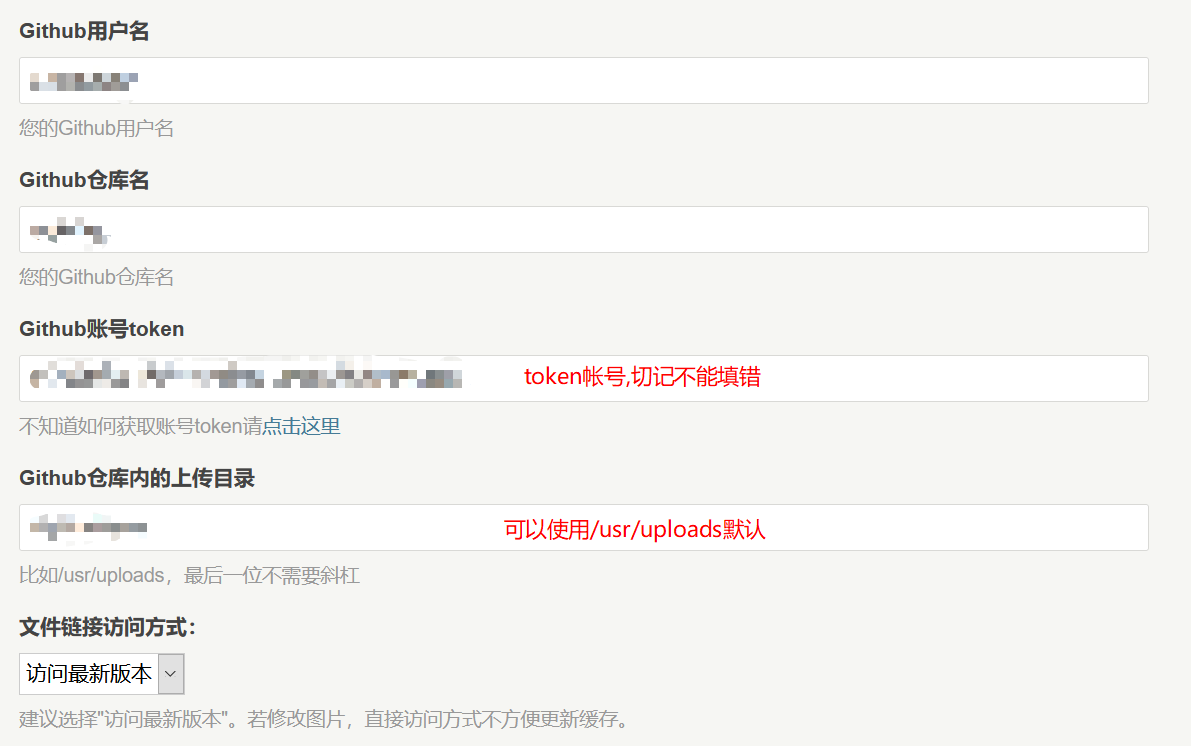 Github用户名
您的Github用户名
Github仓库名
您的Github仓库名
Github账号token
token帐号,切记不能填错
不知道如何获取账号token请点击这里
Github仓库内的上传目录
可以使用/usr/uploads默认
比如/usr/uploads，最后一位不需要斜杠
文件链接访问方式：
访问最新版本
建议选择"访问最新版本"。若修改图片，直接访问方式不方便更新缓存。